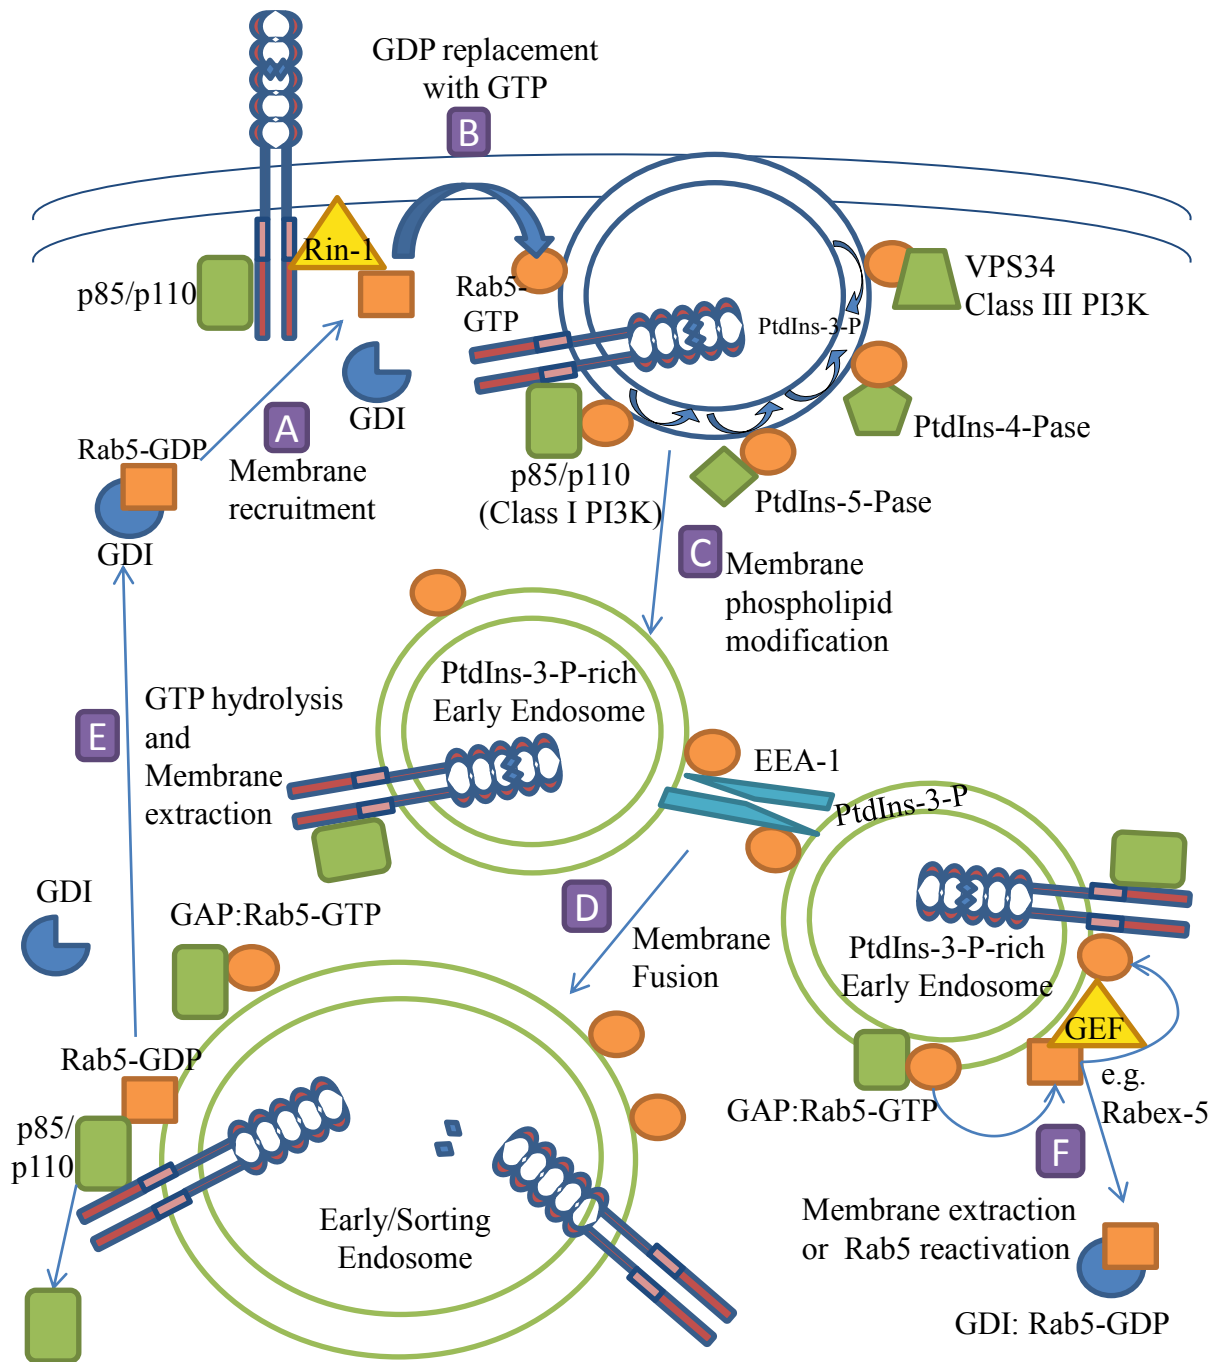 GDP replacement
with GTP
B
Rin-1
p85/p110
Rab5-
GTP
PtdIns-3-P
VPS34
Class III PI3K
GDI
A
Membrane
recruitment
Rab5-GDP
GDI
PtdIns-4-Pase
p85/p110
(Class I PI3K)
PtdIns-5-Pase
C
Membrane
phospholipid
modification
PtdIns-3-P-rich
Early Endosome
E
GTP hydrolysis
and
Membrane
extraction
EEA-1
PtdIns-3-P
GDI
GAP:Rab5-GTP
D
Membrane
Fusion
PtdIns-3-P-rich
Early Endosome
GEF
Rab5-GDP
p85/
p110
GAP:Rab5-GTP
e.g.
Rabex-5
F
Early/Sorting
Endosome
Membrane extraction
or Rab5 reactivation
GDI: Rab5-GDP